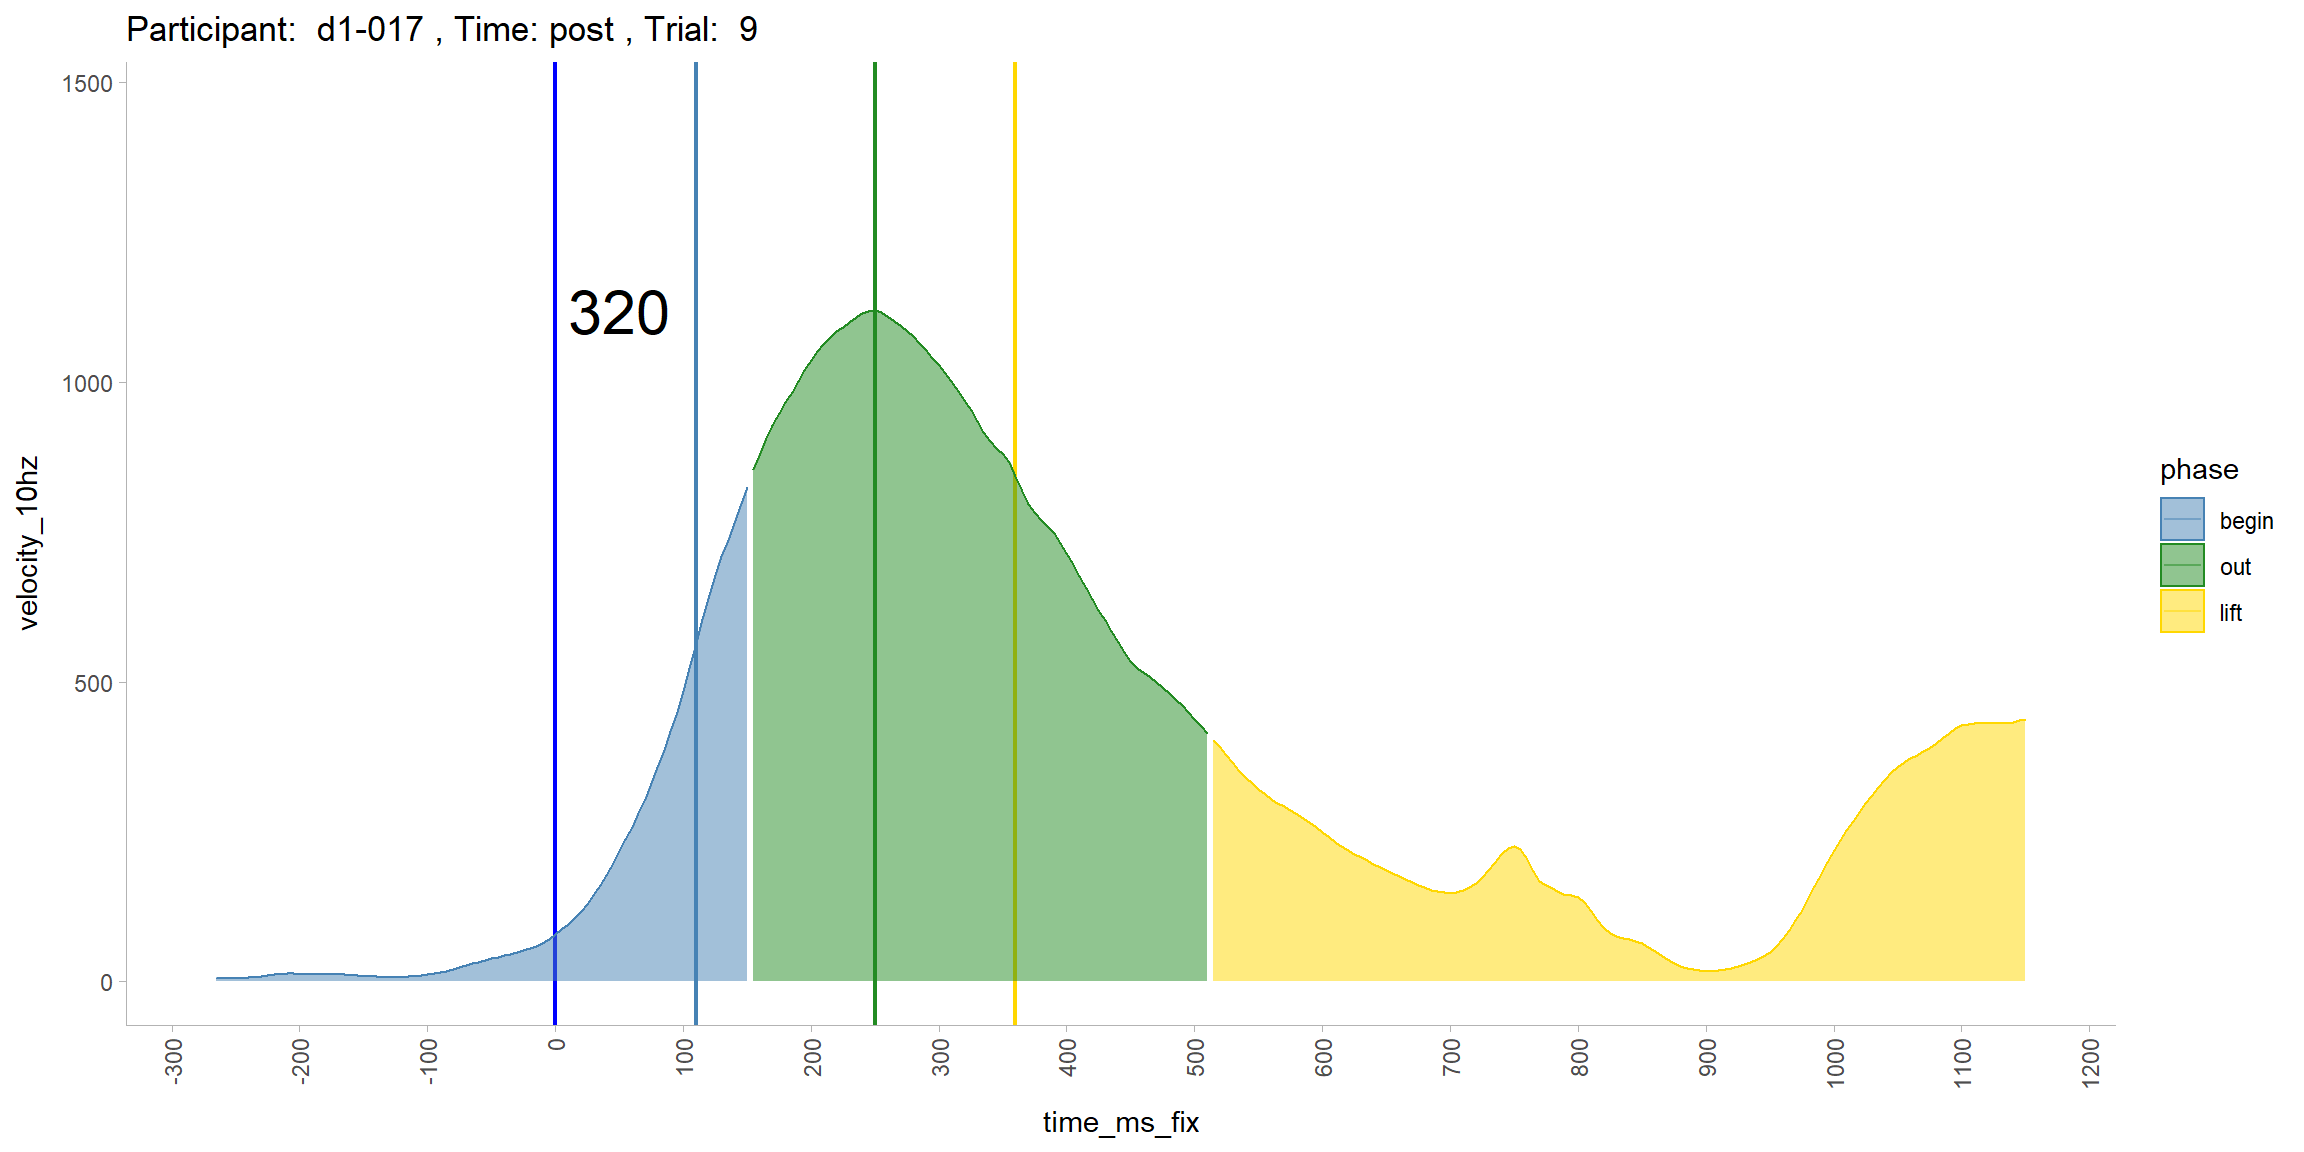 Participant:  d1-017 , Time: post , Trial:  9
1500
1000
500
0
velocity_10hz
320
-300 -200 -100 0 100 200 300 400 500 600 700 800 900 1000 1100 1200
time_ms_fix
phase
begin
out
lift